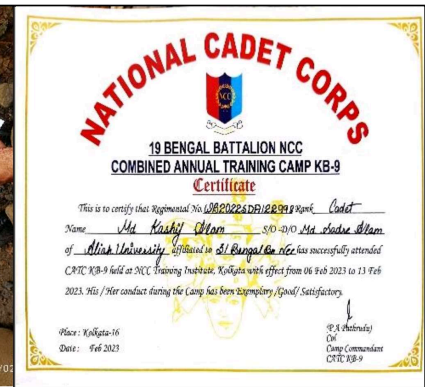 NATIONAL CADET CORPS
NCC
19 BENGAL BATTALION NCC
COMBINED ANNUAL TRAINING CAMP KB-9
Certificate
This is to certify that Regimental No. WB2022SDA122998 Rank Cadet
Name Md Kashif Alam S/O -D/O Md. Sadre Alam
of Aliah University affiliated to 31 Bengal Bn Ncc has successfully attended
CATC KB-9 held at NCC Training Institute, Kolkata with effect from 06 Feb 2023 to 13 Feb
2023. His / Her conduct during the Camp has been Exemplary /Good/ Satisfactory.
Place : Kolkata-36
Date : Feb 2023
(P A Puthrudu)
Col
Camp Commandant
CATC KB-9